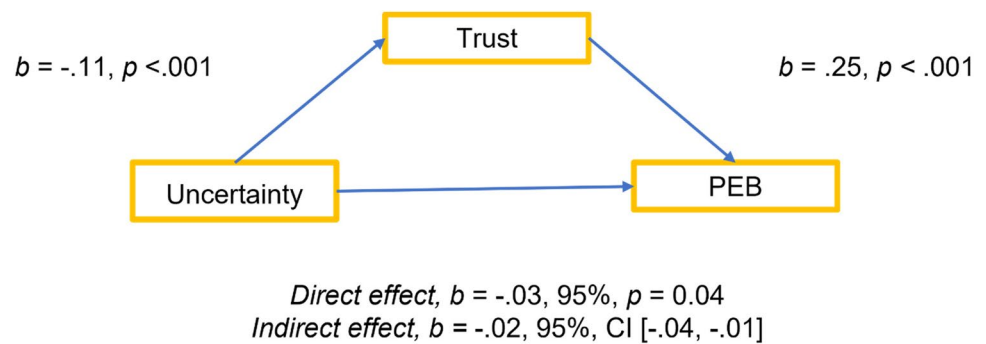 Trust
b = -.11, p <.001
b = .25, p < .001
Uncertainty
PEB
Direct effect, b = -.03, 95%, p = 0.04
Indirect effect, b = -.02, 95%, CI [-.04, -.01]